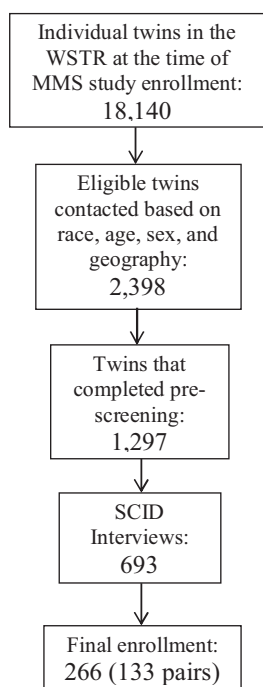 Individual twins in the
WSTR at the time of
MMS study enrollment:
18,140
Eligible twins
contacted based on
race, age, sex, and
geography:
2,398
Twins that
completed pre-
screening:
1,297
SCID
Interviews:
693
Final enrollment:
266 (133 pairs)